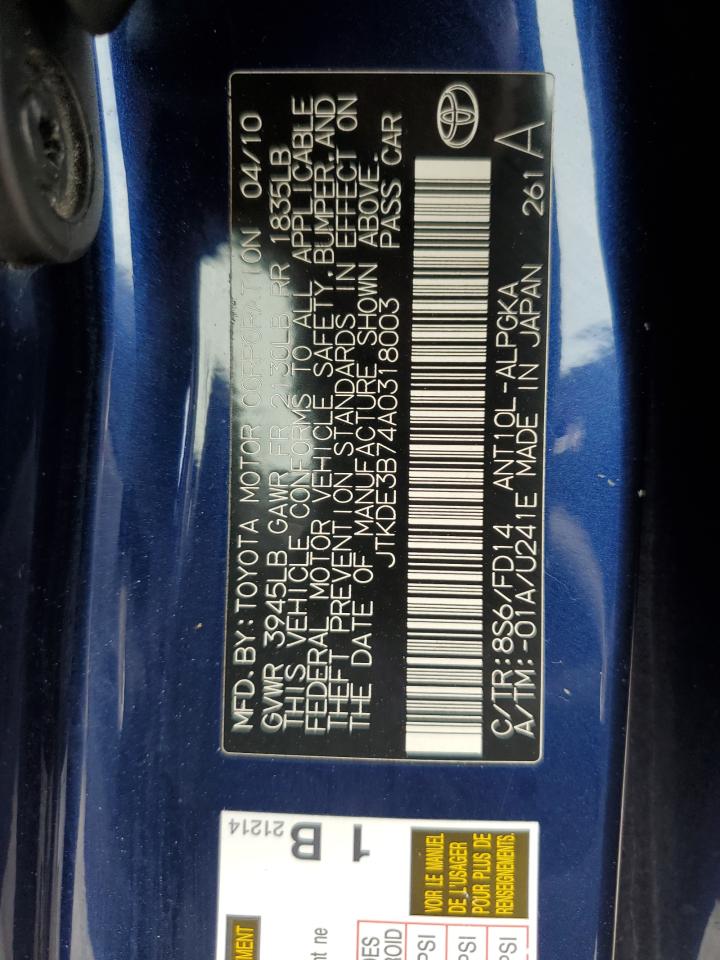 MFD. BY: TOYOTA MOTOR CORPORATION 04/10
GVWR 3945LB GAWR FR 2130LB RR 1835LB
THIS VEHICLE CONFORMS TO ALL APPLICABLE
FEDERAL MOTOR VEHICLE SAFETY, BUMPER, AND
THEFT PREVENTION STANDARDS IN EFFECT ON
THE DATE OF MANUFACTURE SHOWN ABOVE.
JTKDE3B74A0318003 PASS CAR
C/TR: 8S6/FD14 ANT10L-ALPGKA
A/TM: -01A/U241E MADE IN JAPAN 261 A
1 B
21214
VOIR LE MANUEL
DE L'USAGER
POUR PLUS DE
RENSEIGNEMENTS.
PSI
PSI
PSI